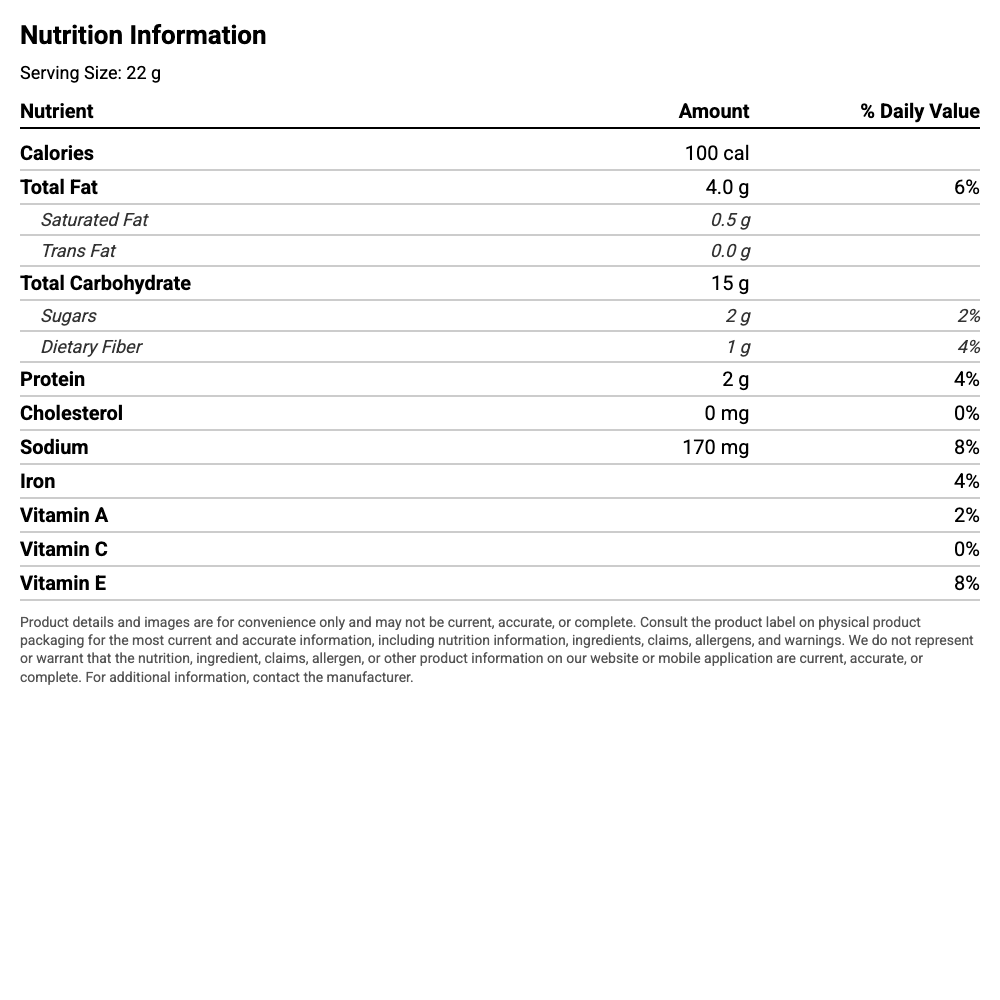 Nutrition Information
Serving Size: 22 g
Nutrient Amount % Daily Value
Calories 100 cal
Total Fat 4.0 g 6%
Saturated Fat 0.5 g
Trans Fat 0.0 g
Total Carbohydrate 15 g
Sugars 2 g 2%
Dietary Fiber 1 g 4%
Protein 2 g 4%
Cholesterol 0 mg 0%
Sodium 170 mg 8%
Iron 4%
Vitamin A 2%
Vitamin C 0%
Vitamin E 8%
Product details and images are for convenience only and may not be current, accurate, or complete. Consult the product label on physical product
packaging for the most current and accurate information, including nutrition information, ingredients, claims, allergens, and warnings. We do not represent
or warrant that the nutrition, ingredient, claims, allergen, or other product information on our website or mobile application are current, accurate, or
complete. For additional information, contact the manufacturer.